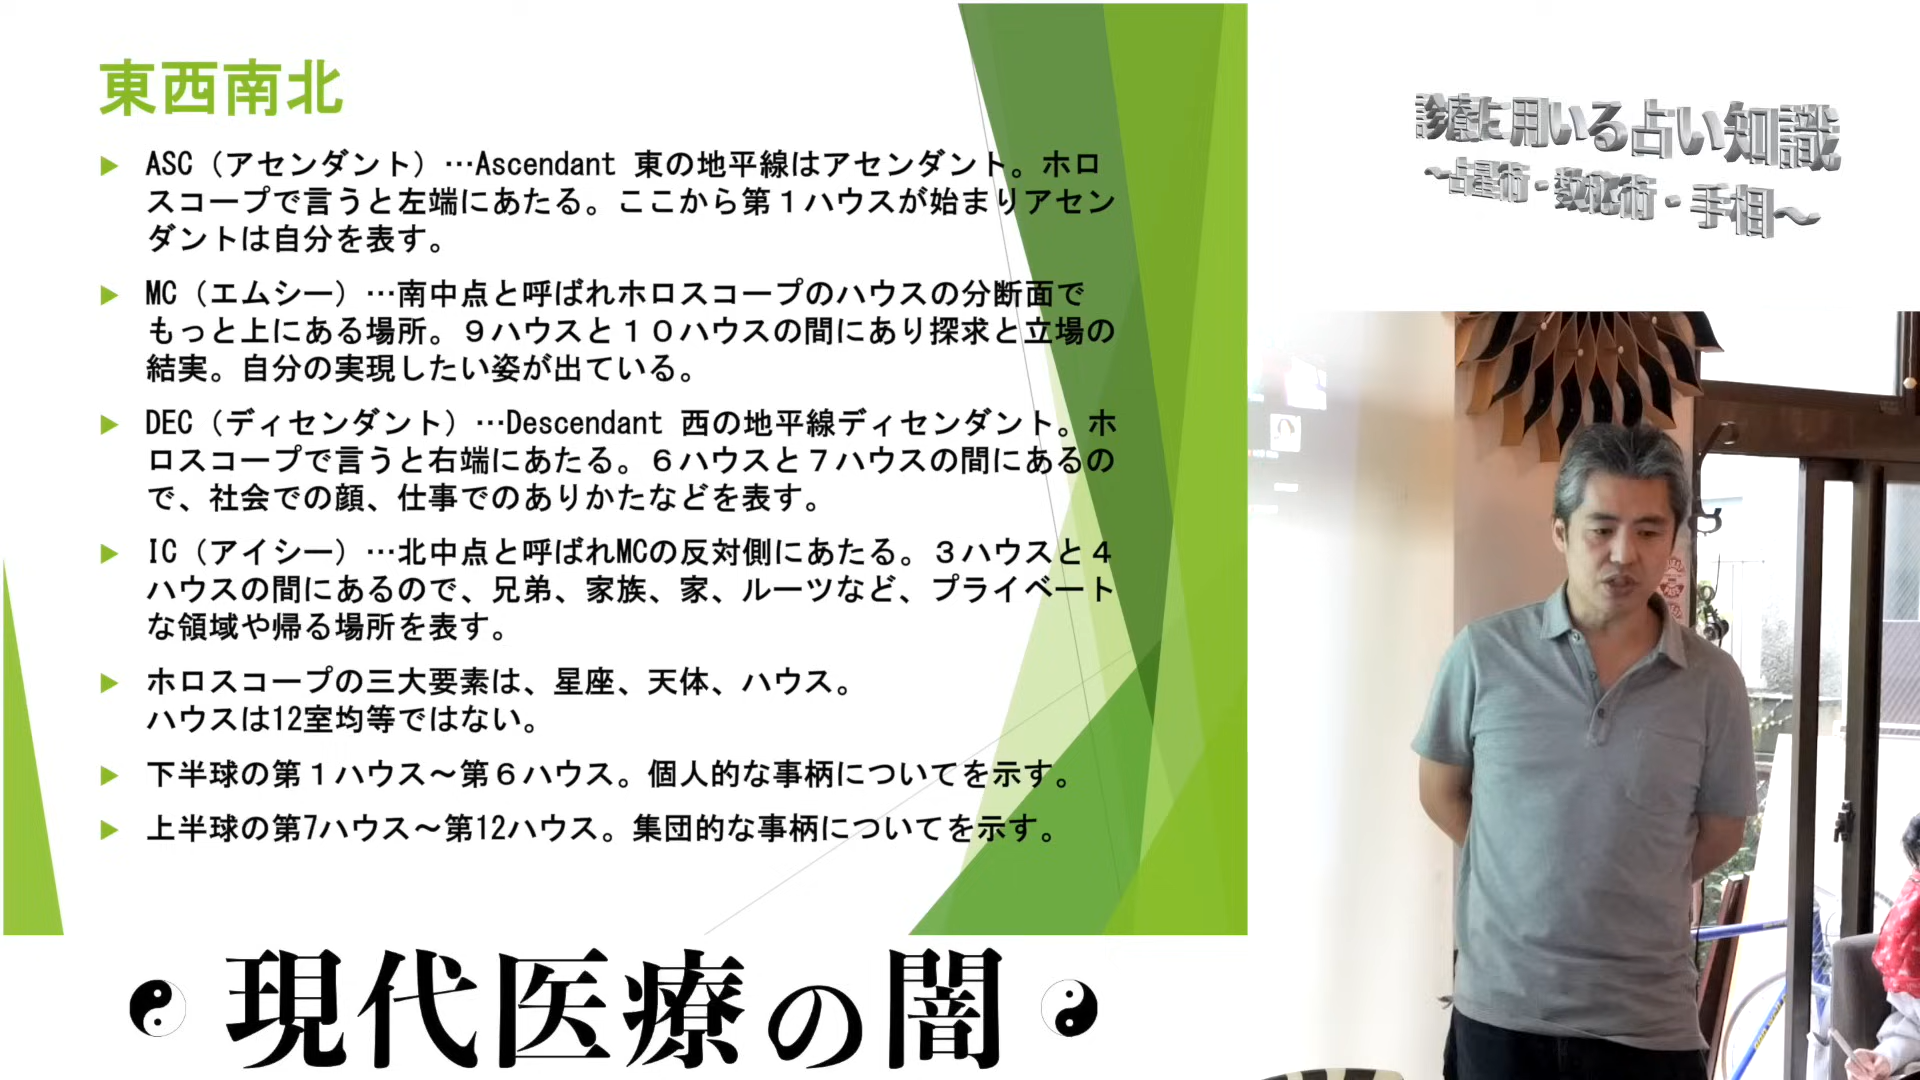 東西南北
ASC（アセンダント）…Ascendant 東の地平線はアセンダント。ホロ
スコープで言うと左端にあたる。ここから第１ハウスが始まりアセン
ダントは自分を表す。
MC（エムシー）…南中点と呼ばれホロスコープのハウスの分断面で
もっと上にある場所。９ハウスと１０ハウスの間にあり探求と立場の
結実。自分の実現したい姿が出ている。
DEC（ディセンダント）…Descendant 西の地平線ディセンダント。ホ
ロスコープで言うと右端にあたる。６ハウスと７ハウスの間にあるの
で、社会での顔、仕事でのありかたなどを表す。
IC（アイシー）…北中点と呼ばれMCの反対側にあたる。３ハウスと４
ハウスの間にあるので、兄弟、家族、家、ルーツなど、プライベート
な領域や帰る場所を表す。
ホロスコープの三大要素は、星座、天体、ハウス。
ハウスは12室均等ではない。
下半球の第１ハウス～第６ハウス。個人的な事柄についてを示す。
上半球の第7ハウス～第12ハウス。集団的な事柄についてを示す。
診療に用いる占い知識
～占星術・数秘術・手相～
現代医療の闇